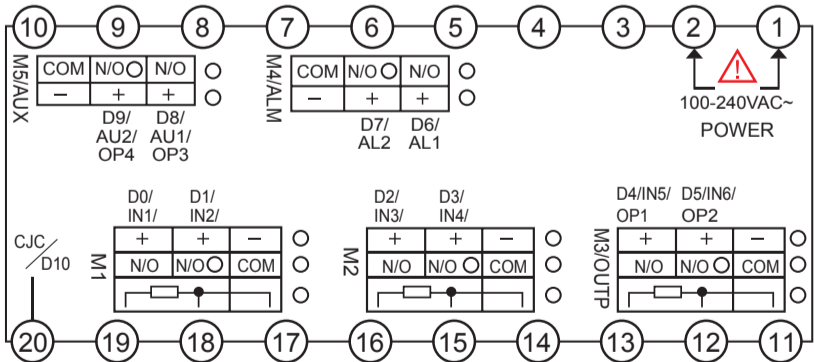 10 9 8 7 6 5 4 3 2 1
M5/AUX
COM N/O N/O
− + +
D9/ D8/
AU2/ AU1/
OP4 OP3
M4/ALM
COM N/O N/O
− + +
D7/ D6/
AL2 AL1
100-240VAC~
POWER
CJC/D10
D0/ D1/
IN1/ IN2/
M1
+ + −
N/O N/O COM
D2/ D3/
IN3/ IN4/
M2
+ + −
N/O N/O COM
D4/IN5/ D5/IN6/
OP1 OP2
M3/OUTP
+ + −
N/O N/O COM
20 19 18 17 16 15 14 13 12 11